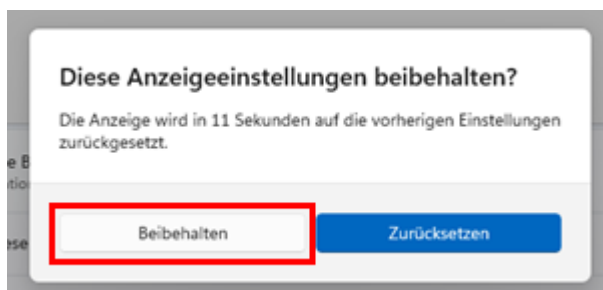 Diese Anzeigeeinstellungen beibehalten?
Die Anzeige wird in 11 Sekunden auf die vorherigen Einstellungen
zurückgesetzt.
Beibehalten
Zurücksetzen